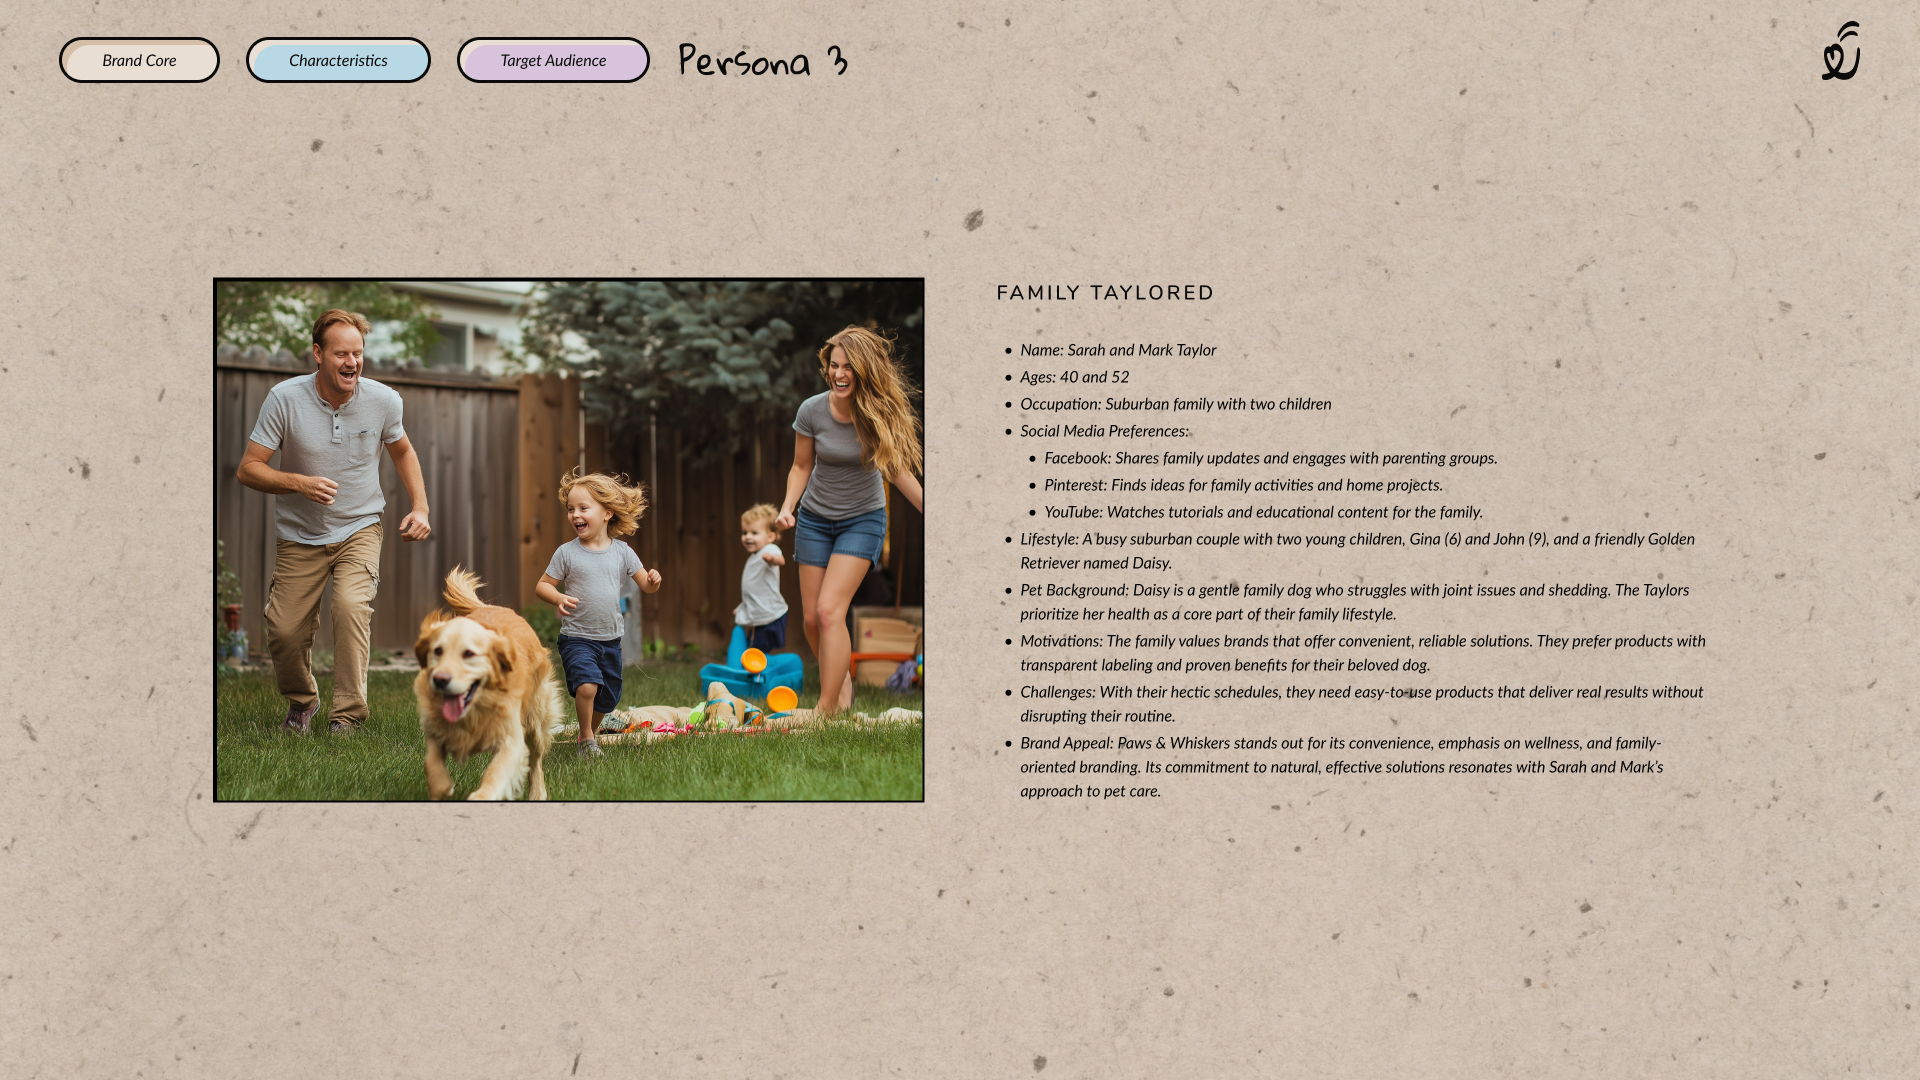 Brand Core
Characteristics
Target Audience
Persona 3
FAMILY TAYLORED
• Name: Sarah and Mark Taylor
• Ages: 40 and 52
• Occupation: Suburban family with two children
• Social Media Preferences:
• Facebook: Shares family updates and engages with parenting groups.
• Pinterest: Finds ideas for family activities and home projects.
• YouTube: Watches tutorials and educational content for the family.
• Lifestyle: A busy suburban couple with two young children, Gina (6) and John (9), and a friendly Golden
Retriever named Daisy.
• Pet Background: Daisy is a gentle family dog who struggles with joint issues and shedding. The Taylors
prioritize her health as a core part of their family lifestyle.
• Motivations: The family values brands that offer convenient, reliable solutions. They prefer products with
transparent labeling and proven benefits for their beloved dog.
• Challenges: With their hectic schedules, they need easy-to-use products that deliver real results without
disrupting their routine.
• Brand Appeal: Paws & Whiskers stands out for its convenience, emphasis on wellness, and family-
oriented branding. Its commitment to natural, effective solutions resonates with Sarah and Mark’s
approach to pet care.